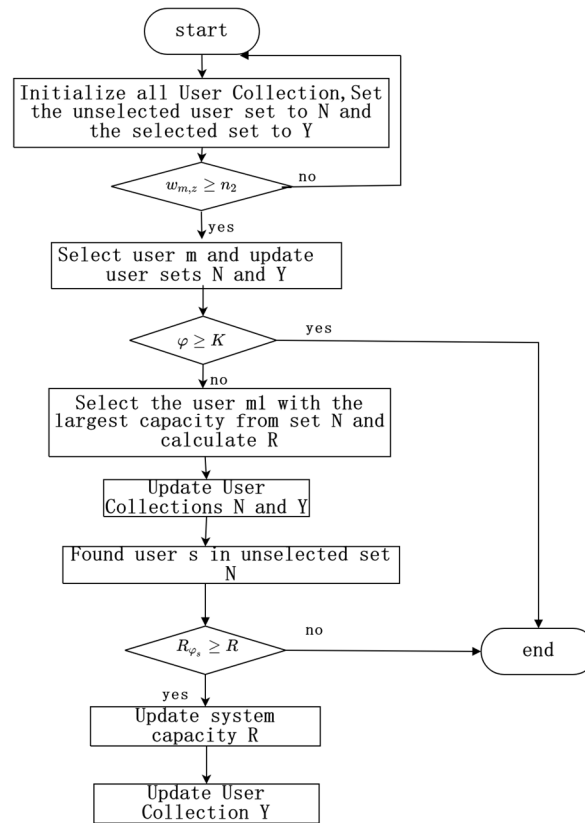 start
Initialize all User Collection,Set
the unselected user set to N and
the selected set to Y
no
w_{m,z} ≥ n_2
yes
Select user m and update
user sets N and Y
yes
φ ≥ K
no
Select the user m1 with the
largest capacity from set N and
calculate R
Update User
Collections N and Y
Found user s in unselected set
N
no
R_{φ_s} ≥ R
end
yes
Update system
capacity R
Update User
Collection Y